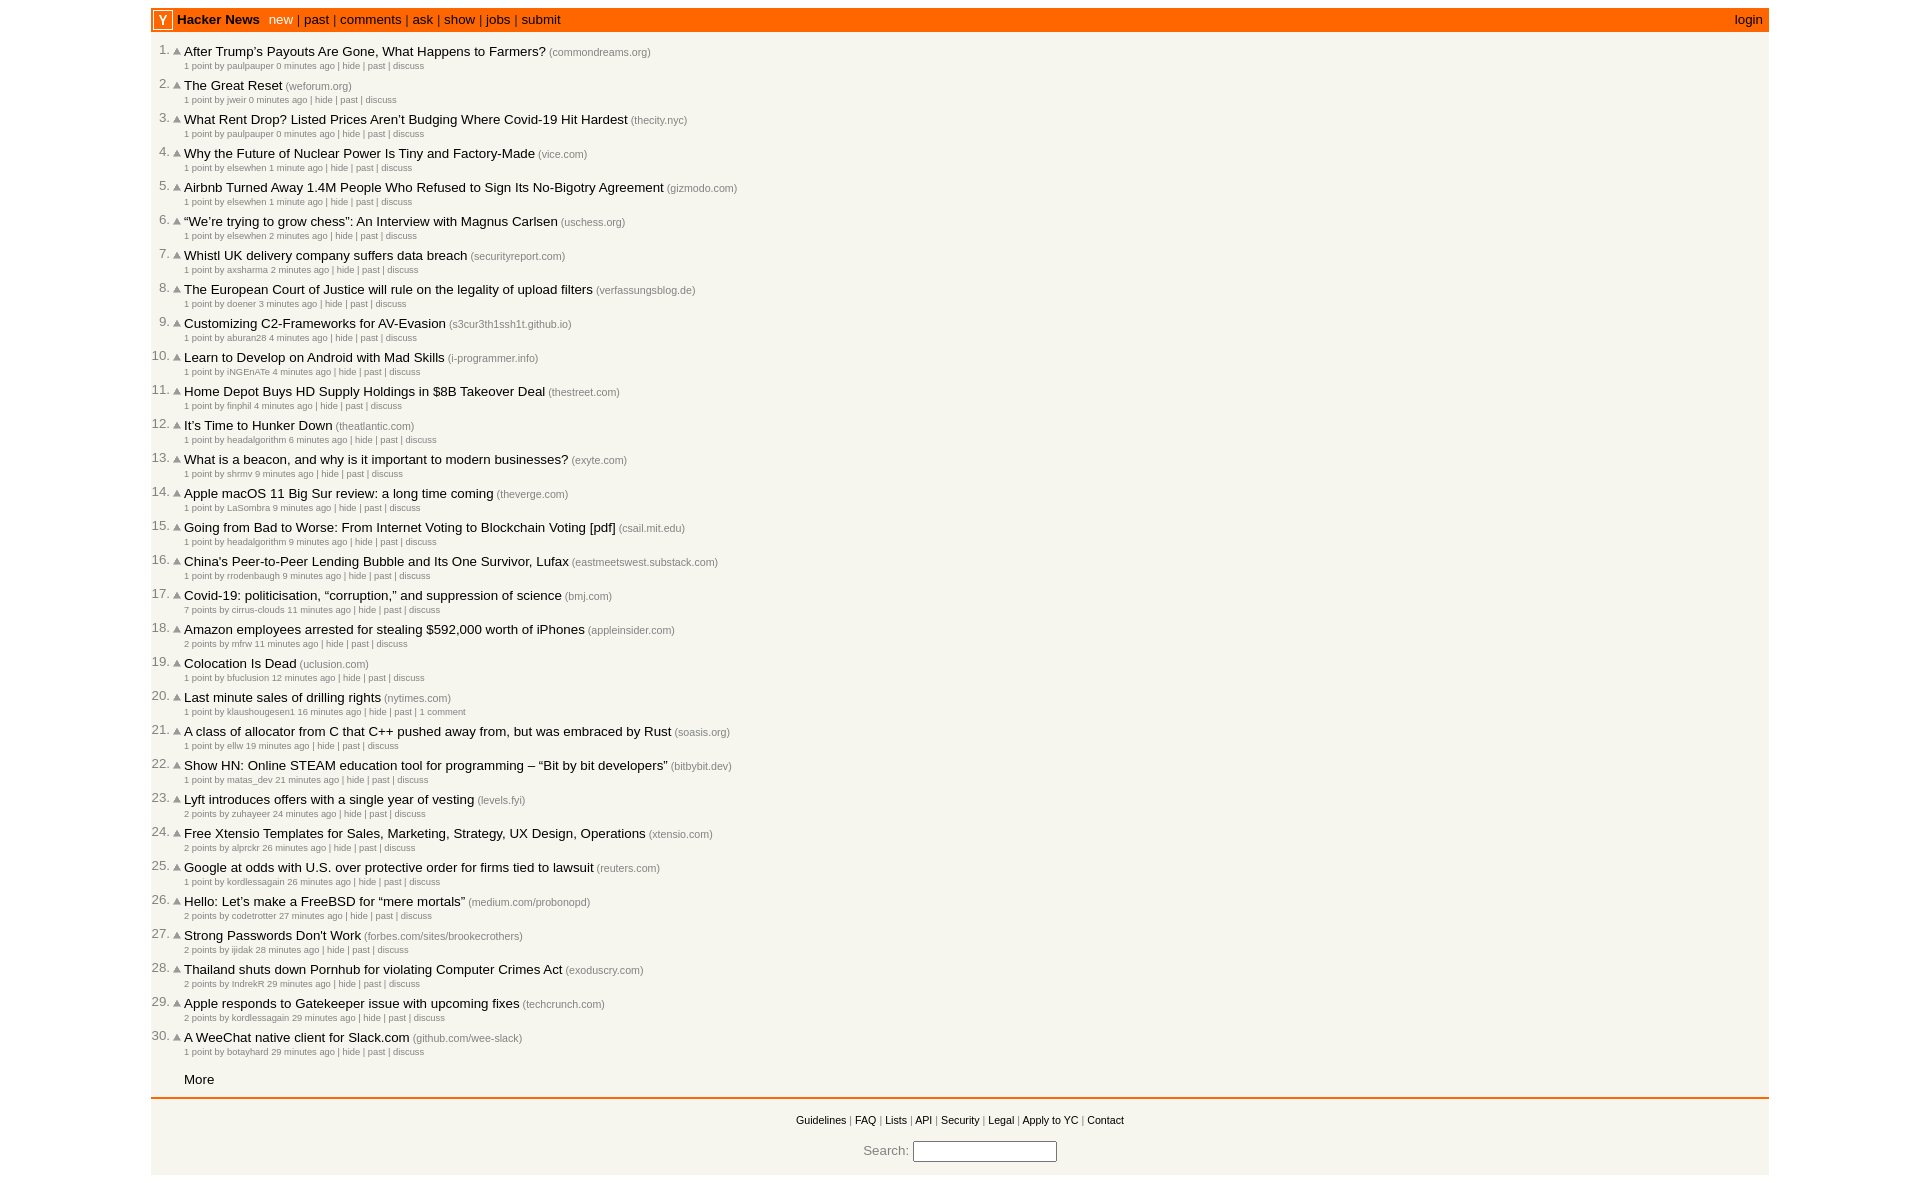 Y Hacker News new | past | comments | ask | show | jobs | submit login
1. After Trump’s Payouts Are Gone, What Happens to Farmers? (commondreams.org)
1 point by paulpauper 0 minutes ago | hide | past | discuss
2. The Great Reset (weforum.org)
1 point by jweir 0 minutes ago | hide | past | discuss
3. What Rent Drop? Listed Prices Aren’t Budging Where Covid-19 Hit Hardest (thecity.nyc)
1 point by paulpauper 0 minutes ago | hide | past | discuss
4. Why the Future of Nuclear Power Is Tiny and Factory-Made (vice.com)
1 point by elsewhen 1 minute ago | hide | past | discuss
5. Airbnb Turned Away 1.4M People Who Refused to Sign Its No-Bigotry Agreement (gizmodo.com)
1 point by elsewhen 1 minute ago | hide | past | discuss
6. “We’re trying to grow chess”: An Interview with Magnus Carlsen (uschess.org)
1 point by elsewhen 2 minutes ago | hide | past | discuss
7. Whistl UK delivery company suffers data breach (securityreport.com)
1 point by axsharma 2 minutes ago | hide | past | discuss
8. The European Court of Justice will rule on the legality of upload filters (verfassungsblog.de)
1 point by doener 3 minutes ago | hide | past | discuss
9. Customizing C2-Frameworks for AV-Evasion (s3cur3th1ssh1t.github.io)
1 point by aburan28 4 minutes ago | hide | past | discuss
10. Learn to Develop on Android with Mad Skills (i-programmer.info)
1 point by iNGEnATe 4 minutes ago | hide | past | discuss
11. Home Depot Buys HD Supply Holdings in $8B Takeover Deal (thestreet.com)
1 point by finphil 4 minutes ago | hide | past | discuss
12. It’s Time to Hunker Down (theatlantic.com)
1 point by headalgorithm 6 minutes ago | hide | past | discuss
13. What is a beacon, and why is it important to modern businesses? (exyte.com)
1 point by shrmv 9 minutes ago | hide | past | discuss
14. Apple macOS 11 Big Sur review: a long time coming (theverge.com)
1 point by LaSombra 9 minutes ago | hide | past | discuss
15. Going from Bad to Worse: From Internet Voting to Blockchain Voting [pdf] (csail.mit.edu)
1 point by headalgorithm 9 minutes ago | hide | past | discuss
16. China's Peer-to-Peer Lending Bubble and Its One Survivor, Lufax (eastmeetswest.substack.com)
1 point by rrodenbaugh 9 minutes ago | hide | past | discuss
17. Covid-19: politicisation, “corruption,” and suppression of science (bmj.com)
7 points by cirrus-clouds 11 minutes ago | hide | past | discuss
18. Amazon employees arrested for stealing $592,000 worth of iPhones (appleinsider.com)
2 points by mfrw 11 minutes ago | hide | past | discuss
19. Colocation Is Dead (uclusion.com)
1 point by bfuclusion 12 minutes ago | hide | past | discuss
20. Last minute sales of drilling rights (nytimes.com)
1 point by klaushougesen1 16 minutes ago | hide | past | 1 comment
21. A class of allocator from C that C++ pushed away from, but was embraced by Rust (soasis.org)
1 point by ellw 19 minutes ago | hide | past | discuss
22. Show HN: Online STEAM education tool for programming – “Bit by bit developers” (bitbybit.dev)
1 point by matas_dev 21 minutes ago | hide | past | discuss
23. Lyft introduces offers with a single year of vesting (levels.fyi)
2 points by zuhayeer 24 minutes ago | hide | past | discuss
24. Free Xtensio Templates for Sales, Marketing, Strategy, UX Design, Operations (xtensio.com)
2 points by alprckr 26 minutes ago | hide | past | discuss
25. Google at odds with U.S. over protective order for firms tied to lawsuit (reuters.com)
1 point by kordlessagain 26 minutes ago | hide | past | discuss
26. Hello: Let’s make a FreeBSD for “mere mortals” (medium.com/probonopd)
2 points by codetrotter 27 minutes ago | hide | past | discuss
27. Strong Passwords Don't Work (forbes.com/sites/brookecrothers)
2 points by ijidak 28 minutes ago | hide | past | discuss
28. Thailand shuts down Pornhub for violating Computer Crimes Act (exoduscry.com)
2 points by IndrekR 29 minutes ago | hide | past | discuss
29. Apple responds to Gatekeeper issue with upcoming fixes (techcrunch.com)
2 points by kordlessagain 29 minutes ago | hide | past | discuss
30. A WeeChat native client for Slack.com (github.com/wee-slack)
1 point by botayhard 29 minutes ago | hide | past | discuss
More
Guidelines | FAQ | Lists | API | Security | Legal | Apply to YC | Contact
Search: